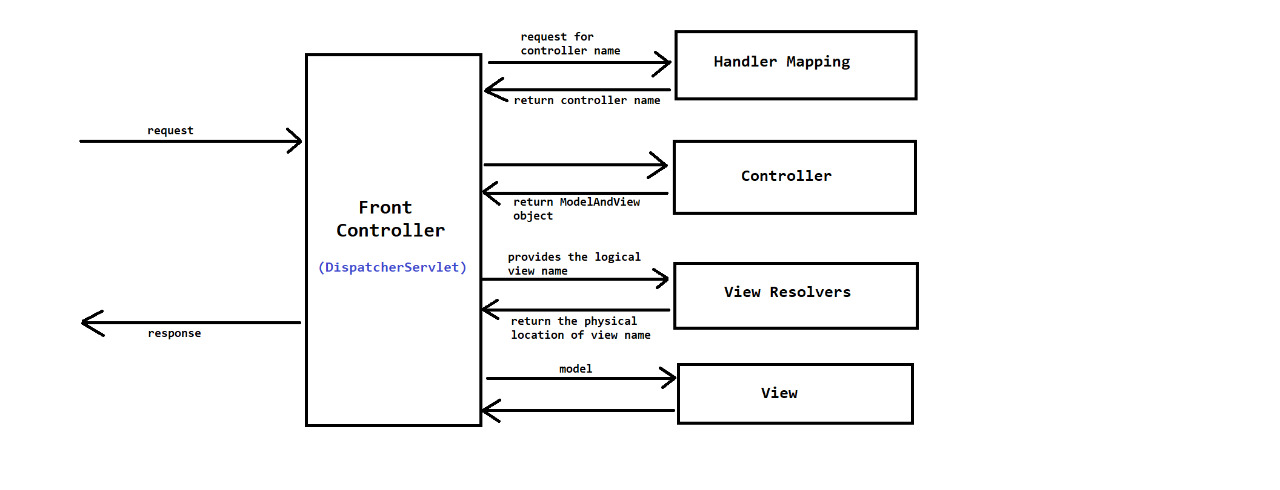 request for
controller name
Handler Mapping
return controller name
request
Controller
return ModelAndView
object
Front
Controller
(DispatcherServlet)
provides the logical
view name
View Resolvers
return the physical
location of view name
response
model
View